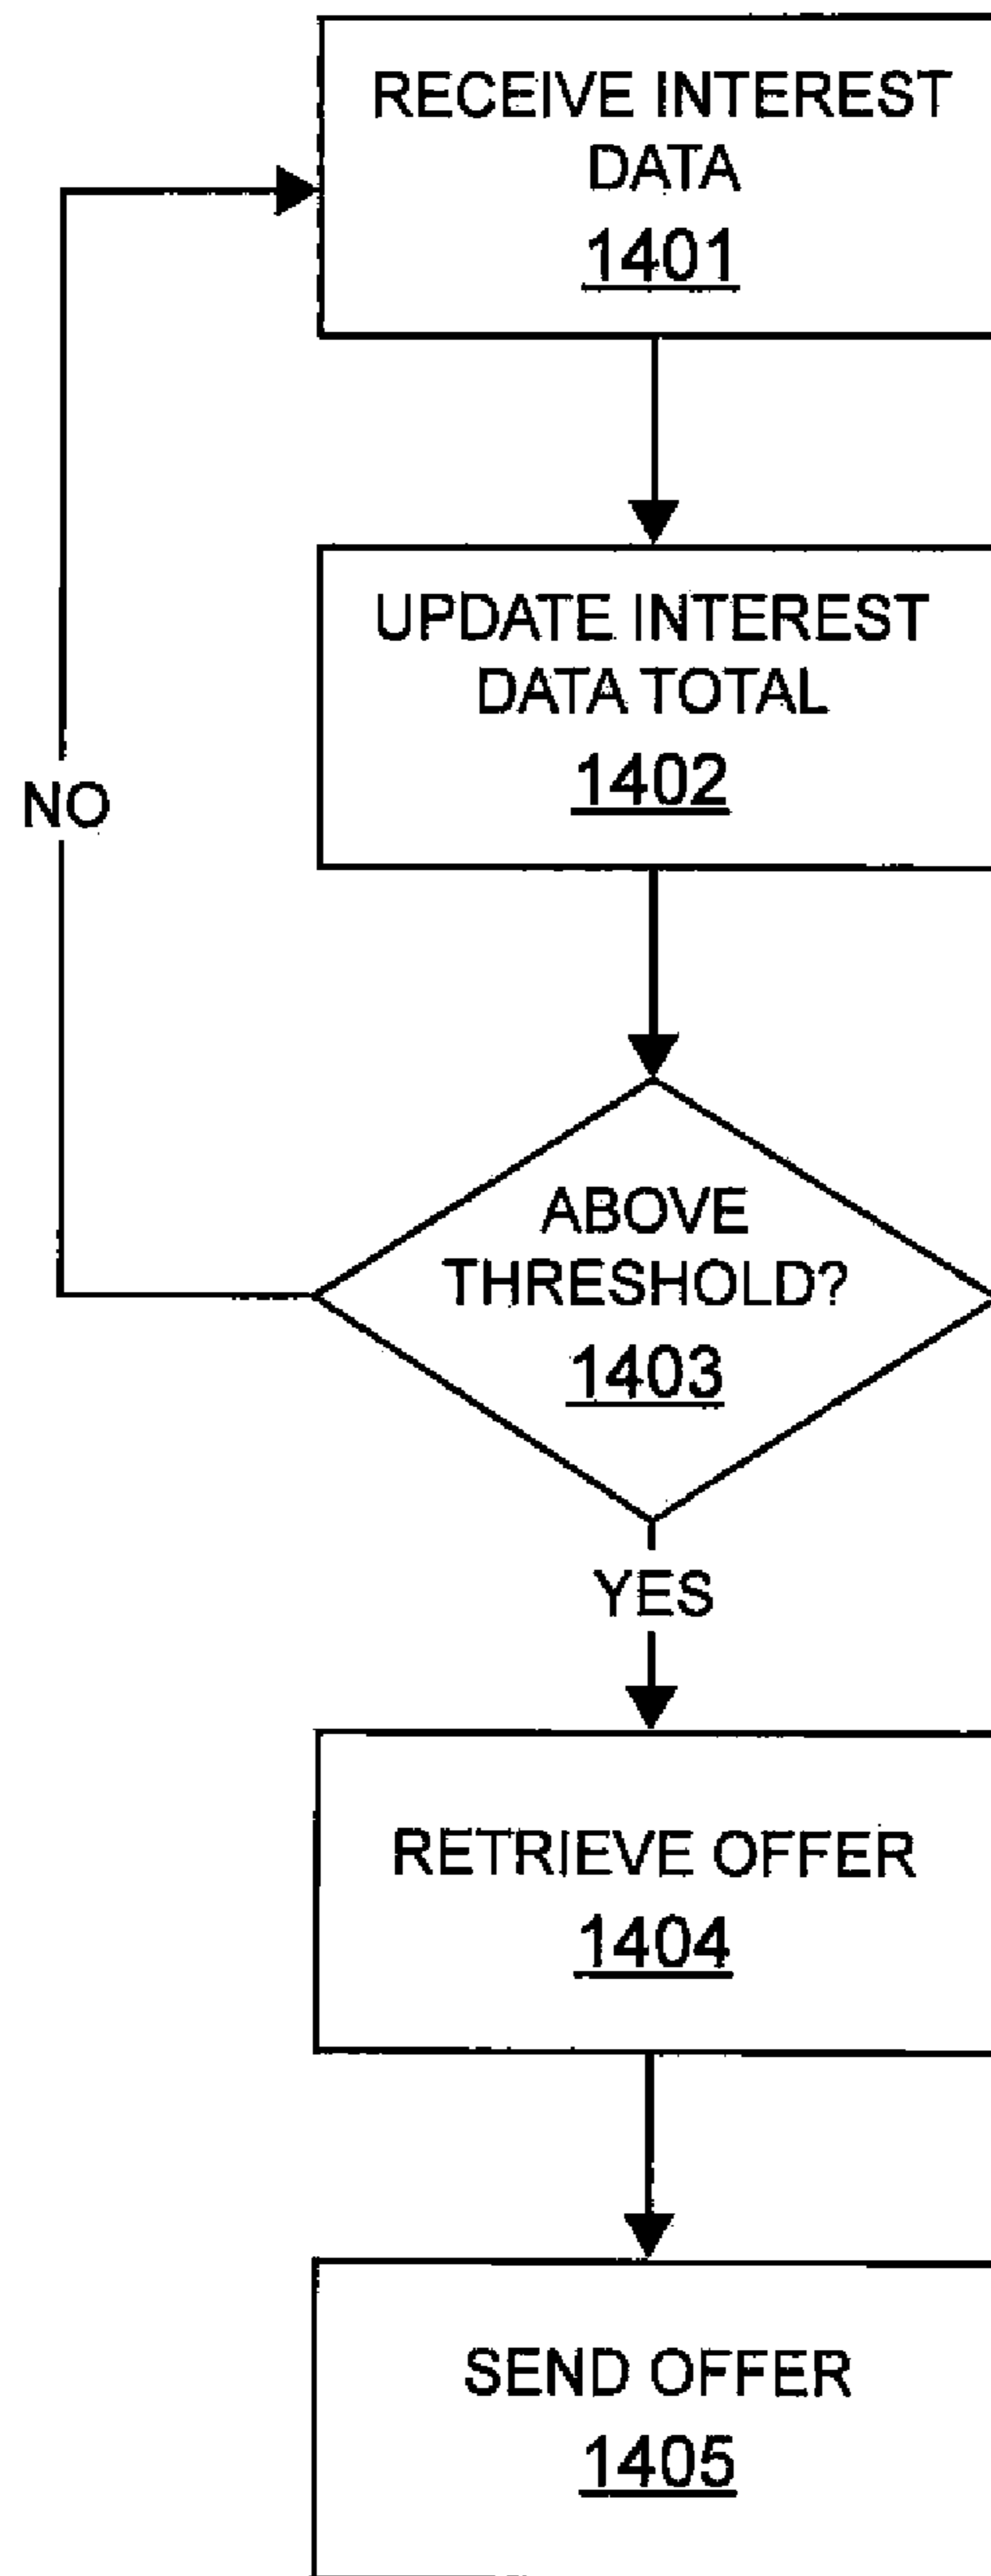 RECEIVE INTEREST
DATA
1401
UPDATE INTEREST
DATA TOTAL
1402
NO
ABOVE
THRESHOLD?
1403
YES
RETRIEVE OFFER
1404
SEND OFFER
1405